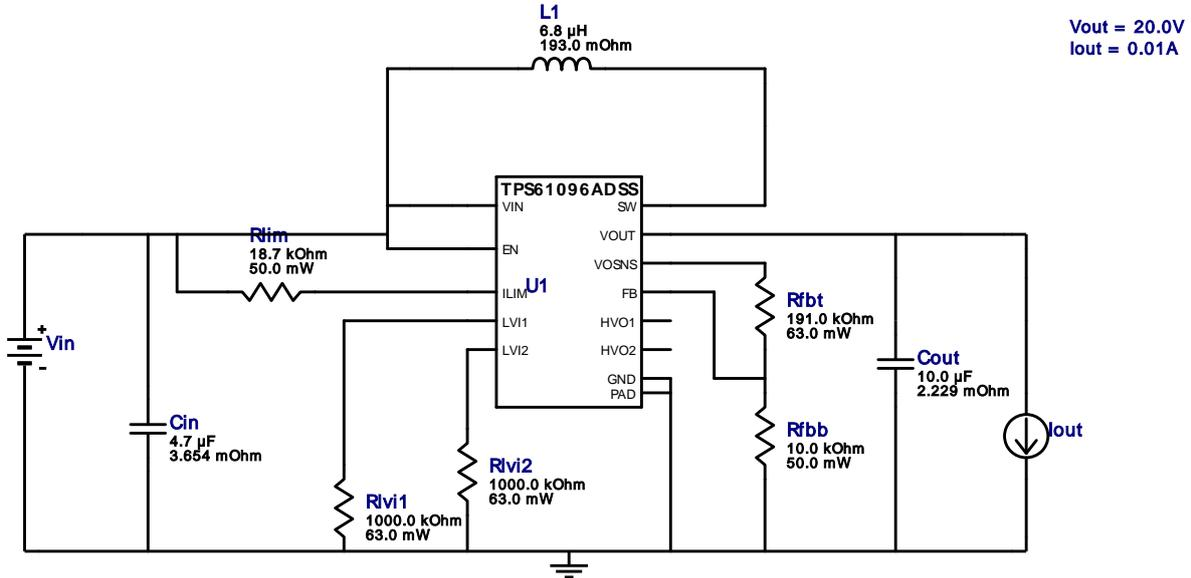 L1
6.8 µH
193.0 mOhm
Vout = 20.0V
Iout = 0.01A
TPS61096ADSS
VIN
SW
VOUT
EN
VOSNS
ILIM
U1
FB
LVI1
HVO1
LVI2
HVO2
GND
PAD
Rlim
18.7 kOhm
50.0 mW
Rfbt
191.0 kOhm
63.0 mW
+
Vin
-
Cout
10.0 µF
2.229 mOhm
Cin
4.7 µF
3.654 mOhm
Rfbb
10.0 kOhm
50.0 mW
Iout
Rlvi2
1000.0 kOhm
63.0 mW
Rlvi1
1000.0 kOhm
63.0 mW